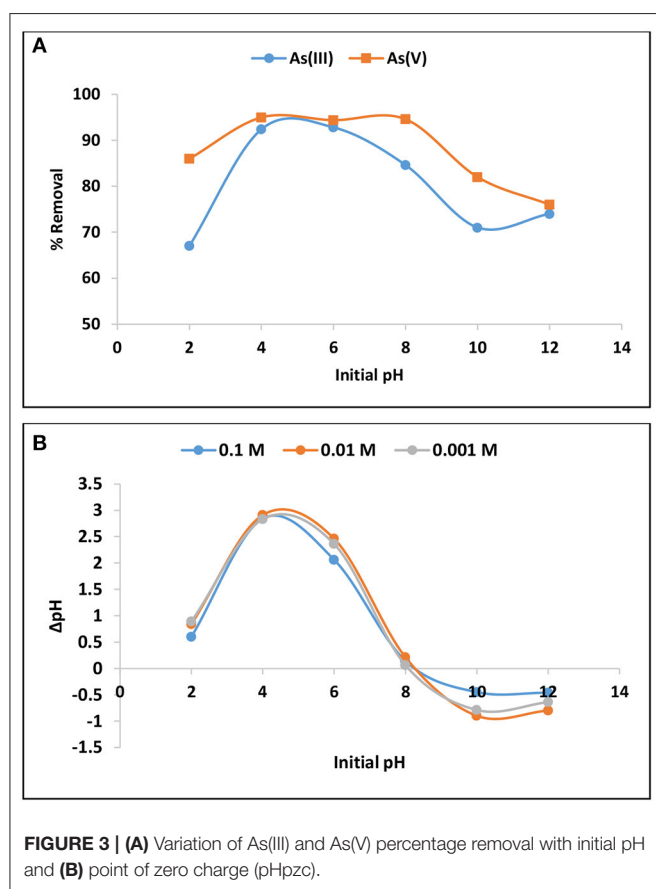 A
As(III) As(V)
100
90
80
70
60
50
% Removal
0 2 4 6 8 10 12 14
Initial pH
B
0.1 M 0.01 M 0.001 M
3.5
3
2.5
2
1.5
1
0.5
0
-0.5
-1
-1.5
ΔpH
0 2 4 6 8 10 12 14
Initial pH
FIGURE 3 | (A) Variation of As(III) and As(V) percentage removal with initial pH
and (B) point of zero charge (pHpzc).